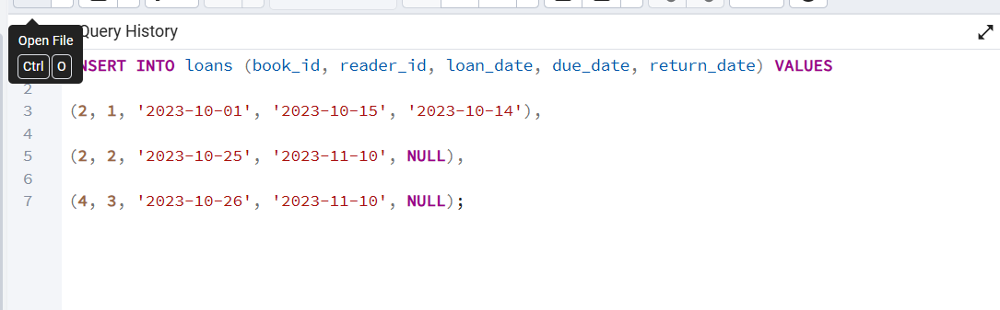 Open File
Ctrl O
Query History
NSERT INTO loans (book_id, reader_id, loan_date, due_date, return_date) VALUES
2
3 (2, 1, '2023-10-01', '2023-10-15', '2023-10-14'),
4
5 (2, 2, '2023-10-25', '2023-11-10', NULL),
6
7 (4, 3, '2023-10-26', '2023-11-10', NULL);